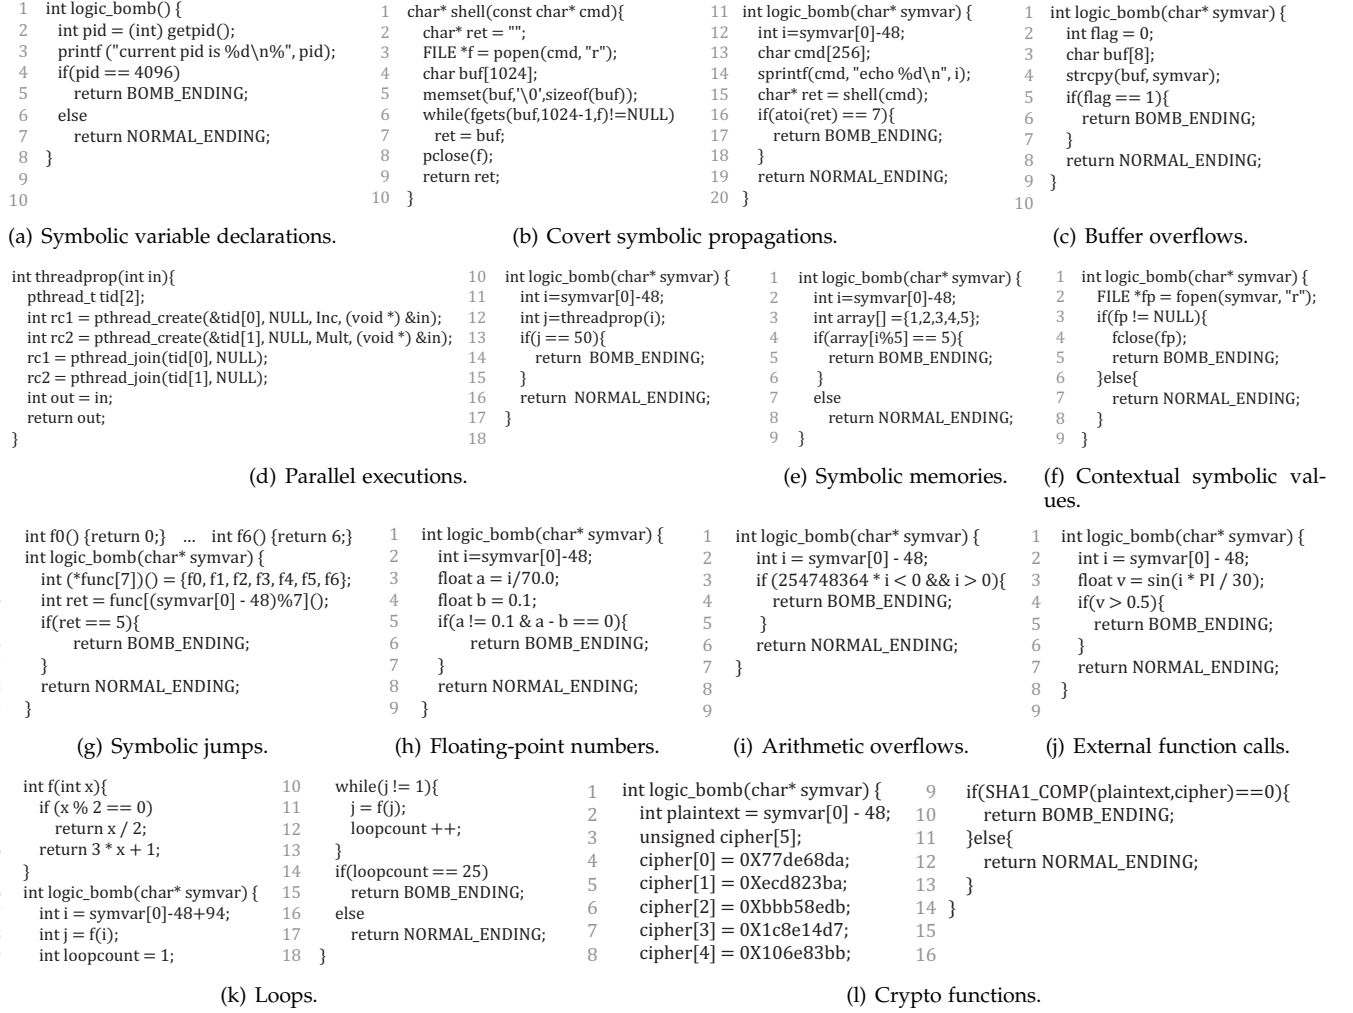 1 int logic_bomb() {
2 int pid = (int) getpid();
3 printf ("current pid is %d\n%", pid);
4 if(pid == 4096)
5 return BOMB_ENDING;
6 else
7 return NORMAL_ENDING;
8 }
9
10
(a) Symbolic variable declarations.
1 char* shell(const char* cmd){
2 char* ret = "";
3 FILE *f = popen(cmd, "r");
4 char buf[1024];
5 memset(buf,'\0',sizeof(buf));
6 while(fgets(buf,1024-1,f)!=NULL)
7 ret = buf;
8 pclose(f);
9 return ret;
10 }
11 int logic_bomb(char* symvar) {
12 int i=symvar[0]-48;
13 char cmd[256];
14 sprintf(cmd, "echo %d\n", i);
15 char* ret = shell(cmd);
16 if(atoi(ret) == 7){
17 return BOMB_ENDING;
18 }
19 return NORMAL_ENDING;
20 }
(b) Covert symbolic propagations.
1 int logic_bomb(char* symvar) {
2 int flag = 0;
3 char buf[8];
4 strcpy(buf, symvar);
5 if(flag == 1){
6 return BOMB_ENDING;
7 }
8 return NORMAL_ENDING;
9 }
10
(c) Buffer overflows.
int threadprop(int in){
pthread_t tid[2];
int rc1 = pthread_create(&tid[0], NULL, Inc, (void *) &in);
int rc2 = pthread_create(&tid[1], NULL, Mult, (void *) &in);
rc1 = pthread_join(tid[0], NULL);
rc2 = pthread_join(tid[1], NULL);
int out = in;
return out;
}
10 int logic_bomb(char* symvar) {
11 int i=symvar[0]-48;
12 int j=threadprop(i);
13 if(j == 50){
14 return BOMB_ENDING;
15 }
16 return NORMAL_ENDING;
17 }
18
(d) Parallel executions.
1 int logic_bomb(char* symvar) {
2 int i=symvar[0]-48;
3 int array[] ={1,2,3,4,5};
4 if(array[i%5] == 5){
5 return BOMB_ENDING;
6 }
7 else
8 return NORMAL_ENDING;
9 }
(e) Symbolic memories.
1 int logic_bomb(char* symvar) {
2 FILE *fp = fopen(symvar, "r");
3 if(fp != NULL){
4 fclose(fp);
5 return BOMB_ENDING;
6 }else{
7 return NORMAL_ENDING;
8 }
9 }
(f) Contextual symbolic val-
ues.
int f0() {return 0;} ... int f6() {return 6;}
int logic_bomb(char* symvar) {
int (*func[7])() = {f0, f1, f2, f3, f4, f5, f6};
int ret = func[(symvar[0] - 48)%7]();
if(ret == 5){
return BOMB_ENDING;
}
return NORMAL_ENDING;
}
(g) Symbolic jumps.
1 int logic_bomb(char* symvar) {
2 int i=symvar[0]-48;
3 float a = i/70.0;
4 float b = 0.1;
5 if(a != 0.1 & a - b == 0){
6 return BOMB_ENDING;
7 }
8 return NORMAL_ENDING;
9 }
(h) Floating-point numbers.
1 int logic_bomb(char* symvar) {
2 int i = symvar[0] - 48;
3 if (254748364 * i < 0 && i > 0){
4 return BOMB_ENDING;
5 }
6 return NORMAL_ENDING;
7 }
8
9
(i) Arithmetic overflows.
1 int logic_bomb(char* symvar) {
2 int i = symvar[0] - 48;
3 float v = sin(i * PI / 30);
4 if(v > 0.5){
5 return BOMB_ENDING;
6 }
7 return NORMAL_ENDING;
8 }
9
(j) External function calls.
int f(int x){
if (x % 2 == 0)
return x / 2;
return 3 * x + 1;
}
int logic_bomb(char* symvar) {
int i = symvar[0]-48+94;
int j = f(i);
int loopcount = 1;
10 while(j != 1){
11 j = f(j);
12 loopcount ++;
13 }
14 if(loopcount == 25)
15 return BOMB_ENDING;
16 else
17 return NORMAL_ENDING;
18 }
(k) Loops.
1 int logic_bomb(char* symvar) {
2 int plaintext = symvar[0] - 48;
3 unsigned cipher[5];
4 cipher[0] = 0X77de68da;
5 cipher[1] = 0Xecd823ba;
6 cipher[2] = 0Xbbb58edb;
7 cipher[3] = 0X1c8e14d7;
8 cipher[4] = 0X106e83bb;
9 if(SHA1_COMP(plaintext,cipher)==0){
10 return BOMB_ENDING;
11 }else{
12 return NORMAL_ENDING;
13 }
14 }
15
16
(l) Crypto functions.